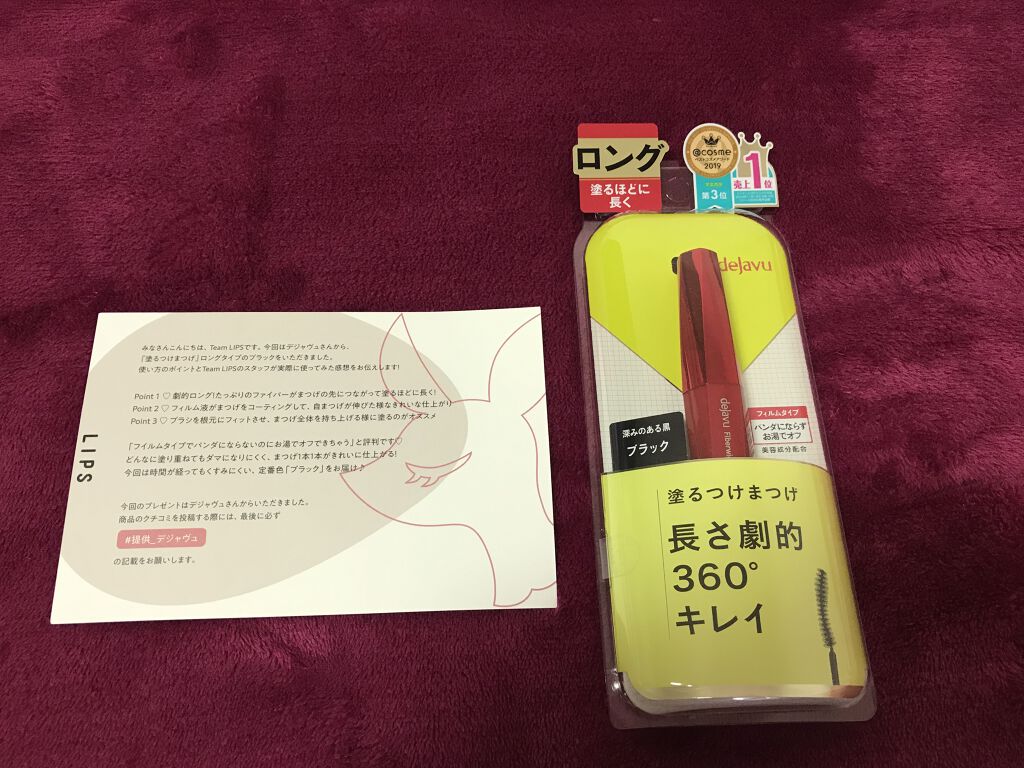 みなさんこんにちは、Team LIPSです。今回はデジャヴュさんから、
『塗るつけまつげ』ロングタイプのブラックをいただきました。
使い方のポイントとTeam LIPSのスタッフが実際に使ってみた感想をお伝えします!
Point 1 ♡ 劇的ロング!たっぷりのファイバーがまつげの先につながって塗るほどに長く!
Point 2 ♡ フィルム液がまつげをコーティングして、自まつげが伸びた様なきれいな仕上がり
Point 3 ♡ ブラシを根元にフィットさせ、まつげ全体を持ち上げる様に塗るのがオススメ
「フイルムタイプでパンダにならないのにお湯でオフできちゃう」と評判です♡
どんなに塗り重ねてもダマになりにくく、まつげ1本1本がきれいに仕上がる!
今回は時間が経ってもくすみにくい、定番色「ブラック」をお届け♪
今回のプレゼントはデジャヴュさんからいただきました。
商品のクチコミを投稿する際には、最後に必ず
#提供_デジャヴュ
の記載をお願いします。
LIPS
ロング
塗るほどに
長く
@cosme
ベストコスメアワード
2019
第3位
売上1位
dejavu
dejavu Fiberwi
深みのある黒
ブラック
フィルムタイプ
パンダにならず
お湯でオフ
美容成分配合
塗るつけまつげ
長さ劇的
360°
キレイ